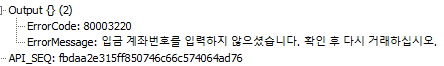 Output {} (2)
ErrorCode: 80003220
ErrorMessage: 입금 계좌번호를 입력하지 않으셨습니다. 확인 후 다시 거래하십시오.
API_SEQ: fbdaa2e315ff850746c66c574064ad76